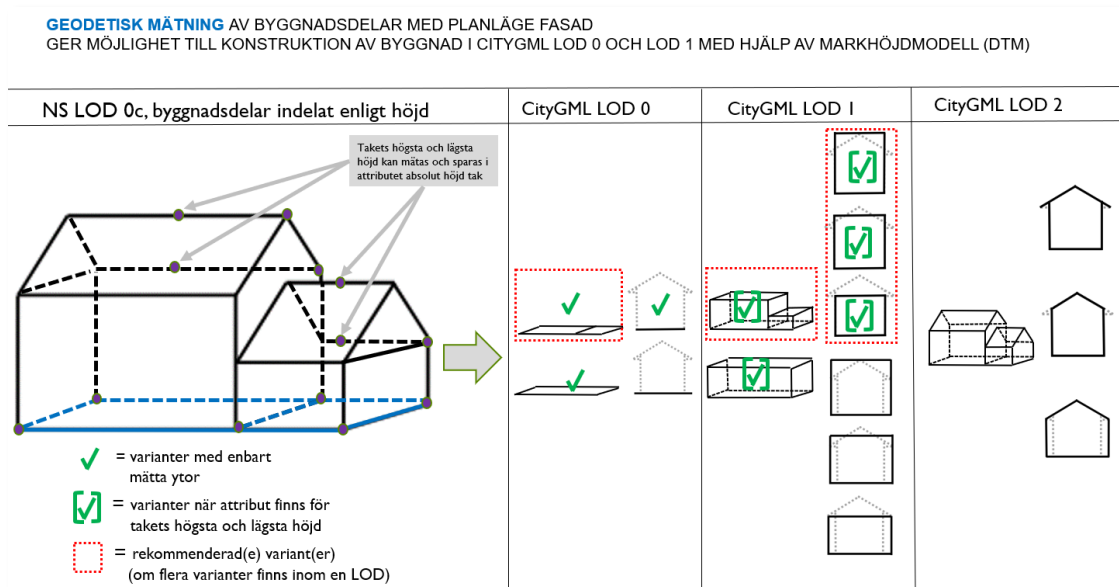 GEODETISK MÄTNING AV BYGGNADSDELAR MED PLANLÄGE FASAD
GER MÖJLIGHET TILL KONSTRUKTION AV BYGGNAD I CITYGML LOD 0 OCH LOD 1 MED HJÄLP AV MARKHÖJDMODELL (DTM)
NS LOD 0c, byggnadsdelar indelat enligt höjd
CityGML LOD 0
CityGML LOD 1
CityGML LOD 2
Takets högsta och lägsta
höjd kan mätas och sparas i
attributet absolut höjd tak
= varianter med enbart
mätta ytor
= varianter när attribut finns för
takets högsta och lägsta höjd
= rekommenderad(e) variant(er)
(om flera varianter finns inom en LOD)